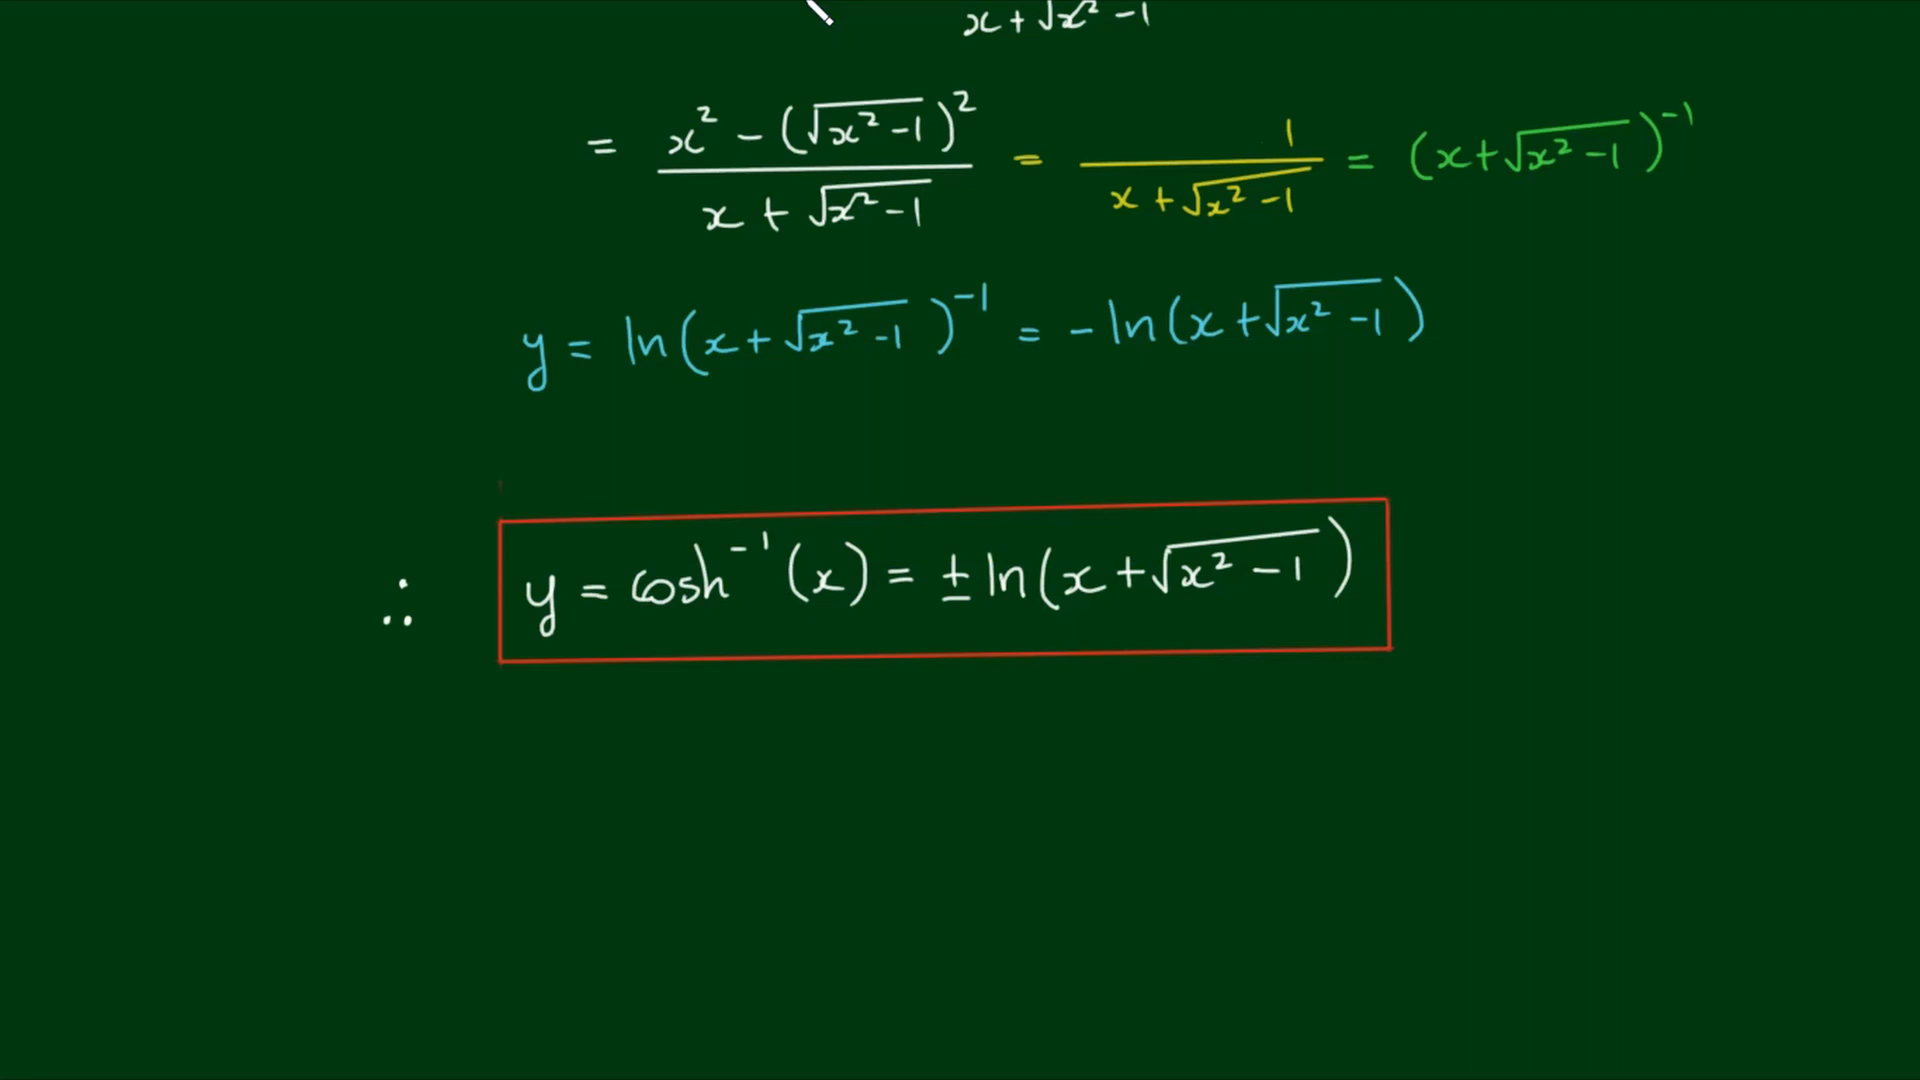 x + √x² - 1
= x² - (√x² - 1)² / x + √x² - 1 = 1 / x + √x² - 1 = (x + √x² - 1)⁻¹
y = ln(x + √x² - 1)⁻¹ = - ln(x + √x² - 1)
∴ y = cosh⁻¹(x) = ± ln(x + √x² - 1)